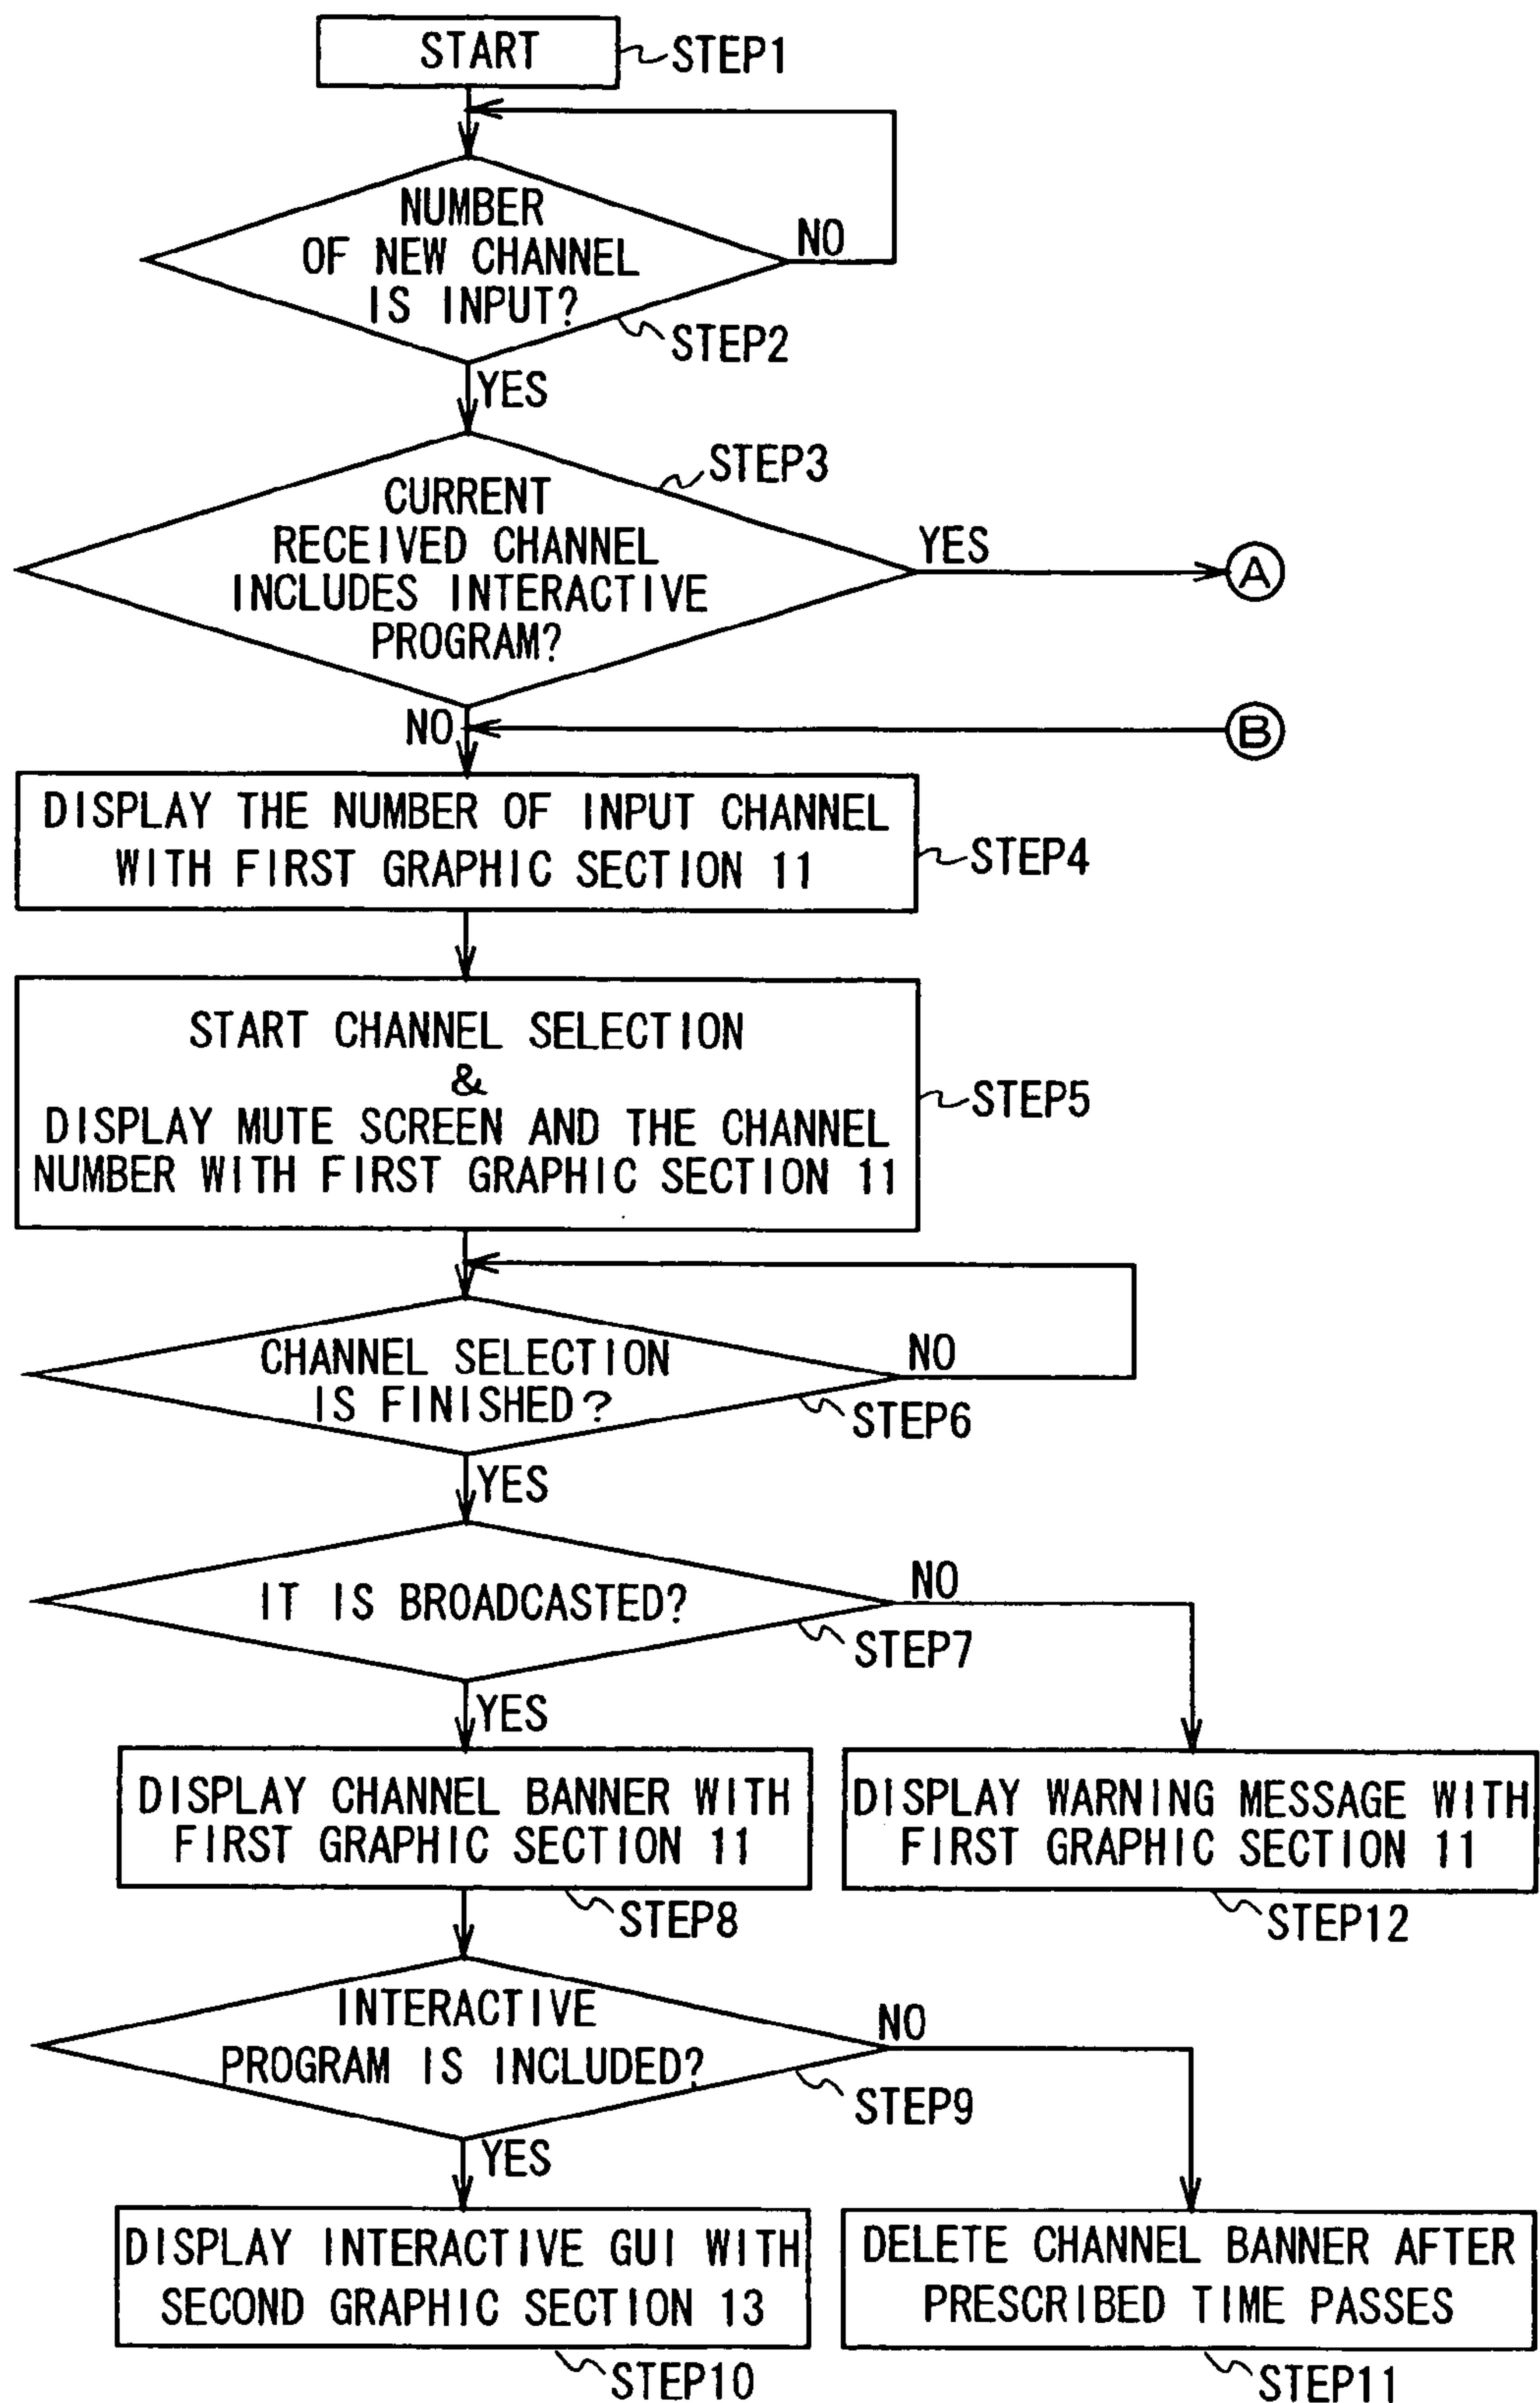 START
STEP1
NUMBER
OF NEW CHANNEL
IS INPUT?
NO
STEP2
YES
STEP3
CURRENT
RECEIVED CHANNEL
INCLUDES INTERACTIVE
PROGRAM?
YES
A
NO
B
DISPLAY THE NUMBER OF INPUT CHANNEL
WITH FIRST GRAPHIC SECTION 11
STEP4
START CHANNEL SELECTION
&
DISPLAY MUTE SCREEN AND THE CHANNEL
NUMBER WITH FIRST GRAPHIC SECTION 11
STEP5
CHANNEL SELECTION
IS FINISHED?
NO
STEP6
YES
IT IS BROADCASTED?
NO
STEP7
YES
DISPLAY CHANNEL BANNER WITH
FIRST GRAPHIC SECTION 11
STEP8
DISPLAY WARNING MESSAGE WITH
FIRST GRAPHIC SECTION 11
STEP12
INTERACTIVE
PROGRAM IS INCLUDED?
NO
STEP9
YES
DISPLAY INTERACTIVE GUI WITH
SECOND GRAPHIC SECTION 13
STEP10
DELETE CHANNEL BANNER AFTER
PRESCRIBED TIME PASSES
STEP11